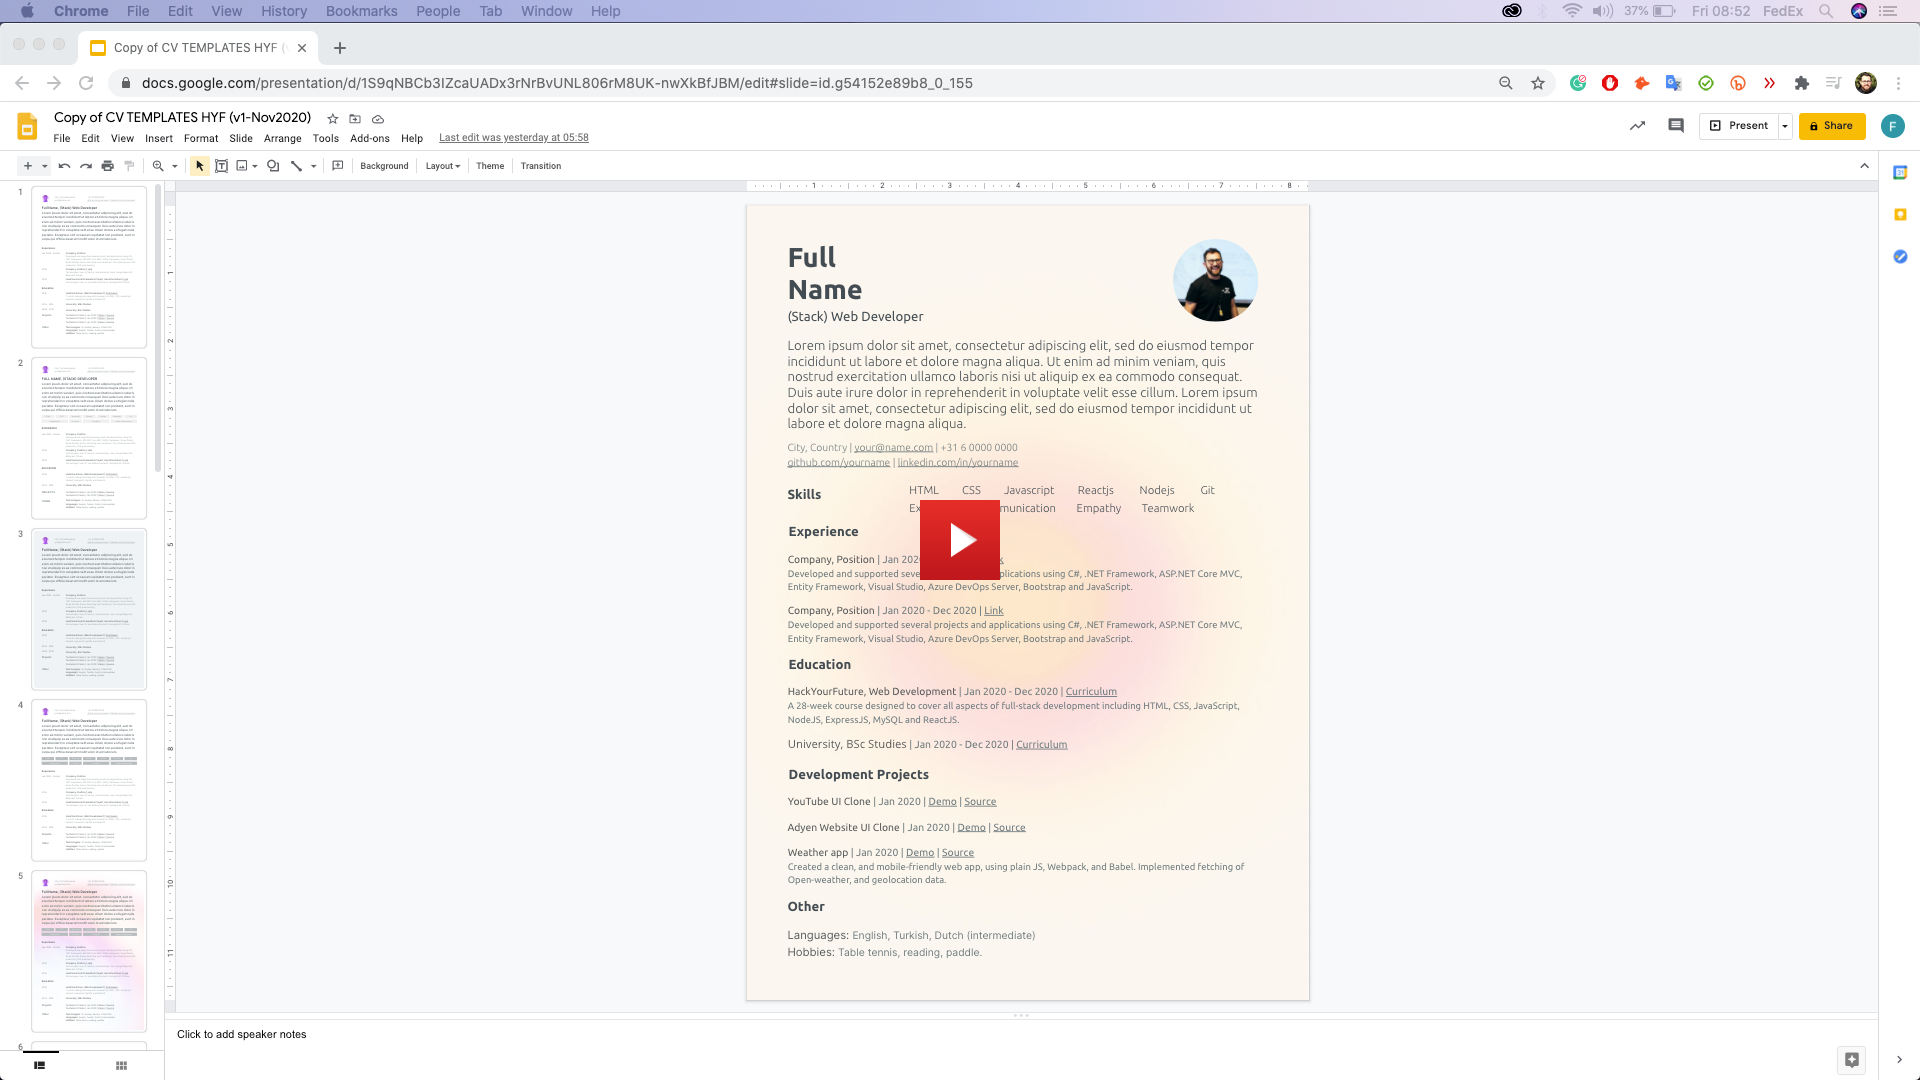 Chrome File Edit View History Bookmarks People Tab Window Help
37% Fri 08:52 FedEx
Copy of CV TEMPLATES HYF (
docs.google.com/presentation/d/1S9qNBCb3IZcaUADx3rNrBvUNL806rM8UK-nwXkBfJBM/edit#slide=id.g54152e89b8_0_155
Copy of CV TEMPLATES HYF (v1-Nov2020)
File Edit View Insert Format Slide Arrange Tools Add-ons Help Last edit was yesterday at 05:58
Present
Share
F
Background Layout Theme Transition
1 2 3 4 5 6 7 8
1
2
3
4
5
6
Full
Name
(Stack) Web Developer
Lorem ipsum dolor sit amet, consectetur adipiscing elit, sed do eiusmod tempor
incididunt ut labore et dolore magna aliqua. Ut enim ad minim veniam, quis
nostrud exercitation ullamco laboris nisi ut aliquip ex ea commodo consequat.
Duis aute irure dolor in reprehenderit in voluptate velit esse cillum. Lorem ipsum
dolor sit amet, consectetur adipiscing elit, sed do eiusmod tempor incididunt ut
labore et dolore magna aliqua.
City, Country | your@name.com | +31 6 0000 0000
github.com/yourname | linkedin.com/in/yourname
Skills
HTML CSS Javascript Reactjs Nodejs Git
Ex munication Empathy Teamwork
Experience
Company, Position | Jan 202
Developed and supported seve plications using C#, .NET Framework, ASP.NET Core MVC,
Entity Framework, Visual Studio, Azure DevOps Server, Bootstrap and JavaScript.
Company, Position | Jan 2020 - Dec 2020 | Link
Developed and supported several projects and applications using C#, .NET Framework, ASP.NET Core MVC,
Entity Framework, Visual Studio, Azure DevOps Server, Bootstrap and JavaScript.
Education
HackYourFuture, Web Development | Jan 2020 - Dec 2020 | Curriculum
A 28-week course designed to cover all aspects of full-stack development including HTML, CSS, JavaScript,
NodeJS, ExpressJS, MySQL and ReactJS.
University, BSc Studies | Jan 2020 - Dec 2020 | Curriculum
Development Projects
YouTube UI Clone | Jan 2020 | Demo | Source
Adyen Website UI Clone | Jan 2020 | Demo | Source
Weather app | Jan 2020 | Demo | Source
Created a clean, and mobile-friendly web app, using plain JS, Webpack, and Babel. Implemented fetching of
Open-weather, and geolocation data.
Other
Languages: English, Turkish, Dutch (intermediate)
Hobbies: Table tennis, reading, paddle.
Click to add speaker notes